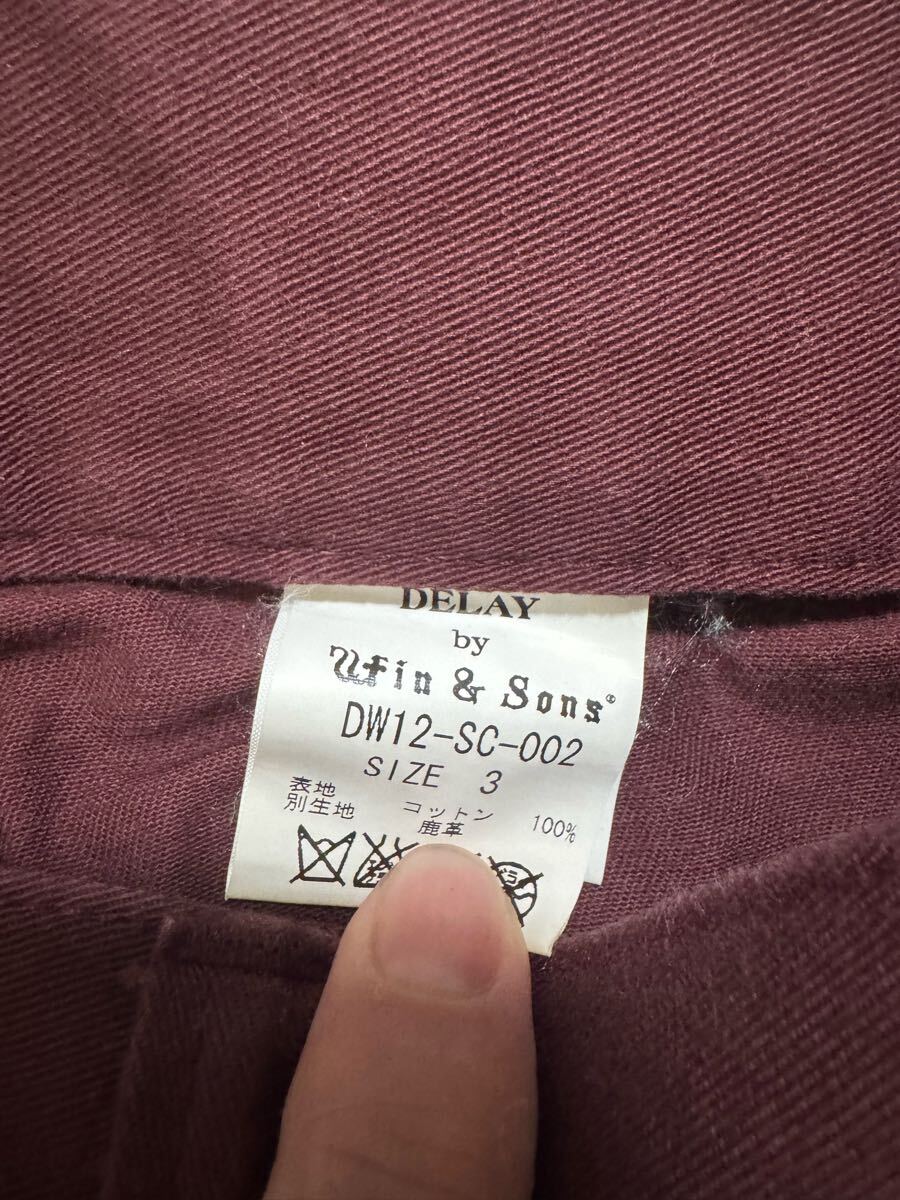 DELAY
by
Wfin & Sons®
DW12-SC-002
SIZE 3
表地 コットン 100%
別生地 鹿革